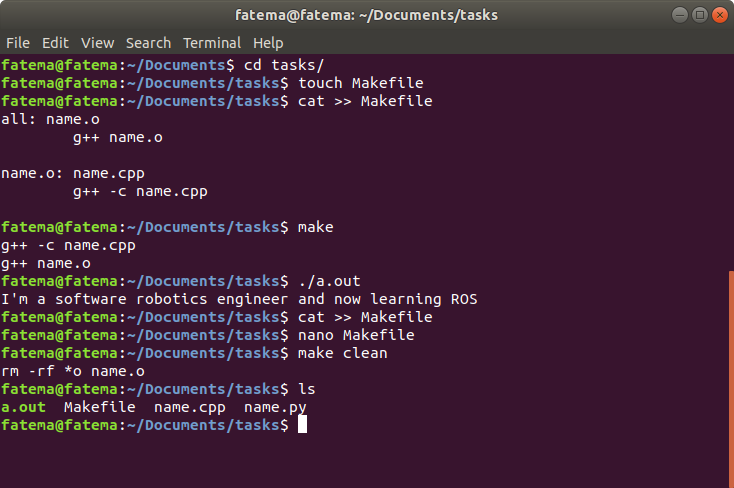 fatema@fatema: ~/Documents/tasks
File Edit View Search Terminal Help
fatema@fatema:~/Documents$ cd tasks/
fatema@fatema:~/Documents/tasks$ touch Makefile
fatema@fatema:~/Documents/tasks$ cat >> Makefile
all: name.o
        g++ name.o

name.o: name.cpp
        g++ -c name.cpp

fatema@fatema:~/Documents/tasks$ make
g++ -c name.cpp
g++ name.o
fatema@fatema:~/Documents/tasks$ ./a.out
I'm a software robotics engineer and now learning ROS
fatema@fatema:~/Documents/tasks$ cat >> Makefile
fatema@fatema:~/Documents/tasks$ nano Makefile
fatema@fatema:~/Documents/tasks$ make clean
rm -rf *o name.o
fatema@fatema:~/Documents/tasks$ ls
a.out  Makefile  name.cpp  name.py
fatema@fatema:~/Documents/tasks$